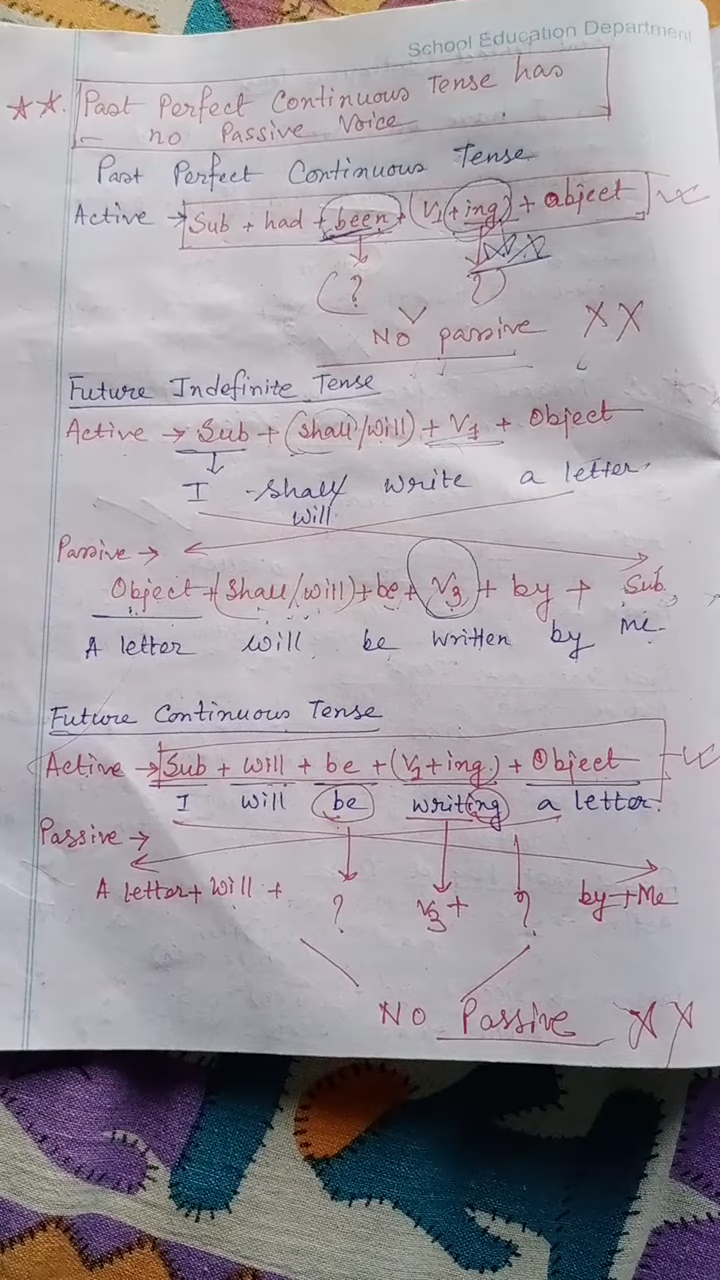 School Education Department
★★. Past Perfect Continuous Tense has
no Passive Voice
Past Perfect Continuous Tense
Active → Sub + had + been + (V1 + ing) + object
(? ?)
No passive XX
Future Indefinite Tense
Active → Sub + (shall/will) + V1 + Object
I shall write a letter.
will
Passive →
Object + (shall/will) + be + V3 + by + Sub
A letter will be written by me.
Future Continuous Tense
Active → Sub + will + be + (V1 + ing) + Object
I will be writing a letter.
Passive →
A letter + will + ? V3 + ? by + Me
No Passive XX